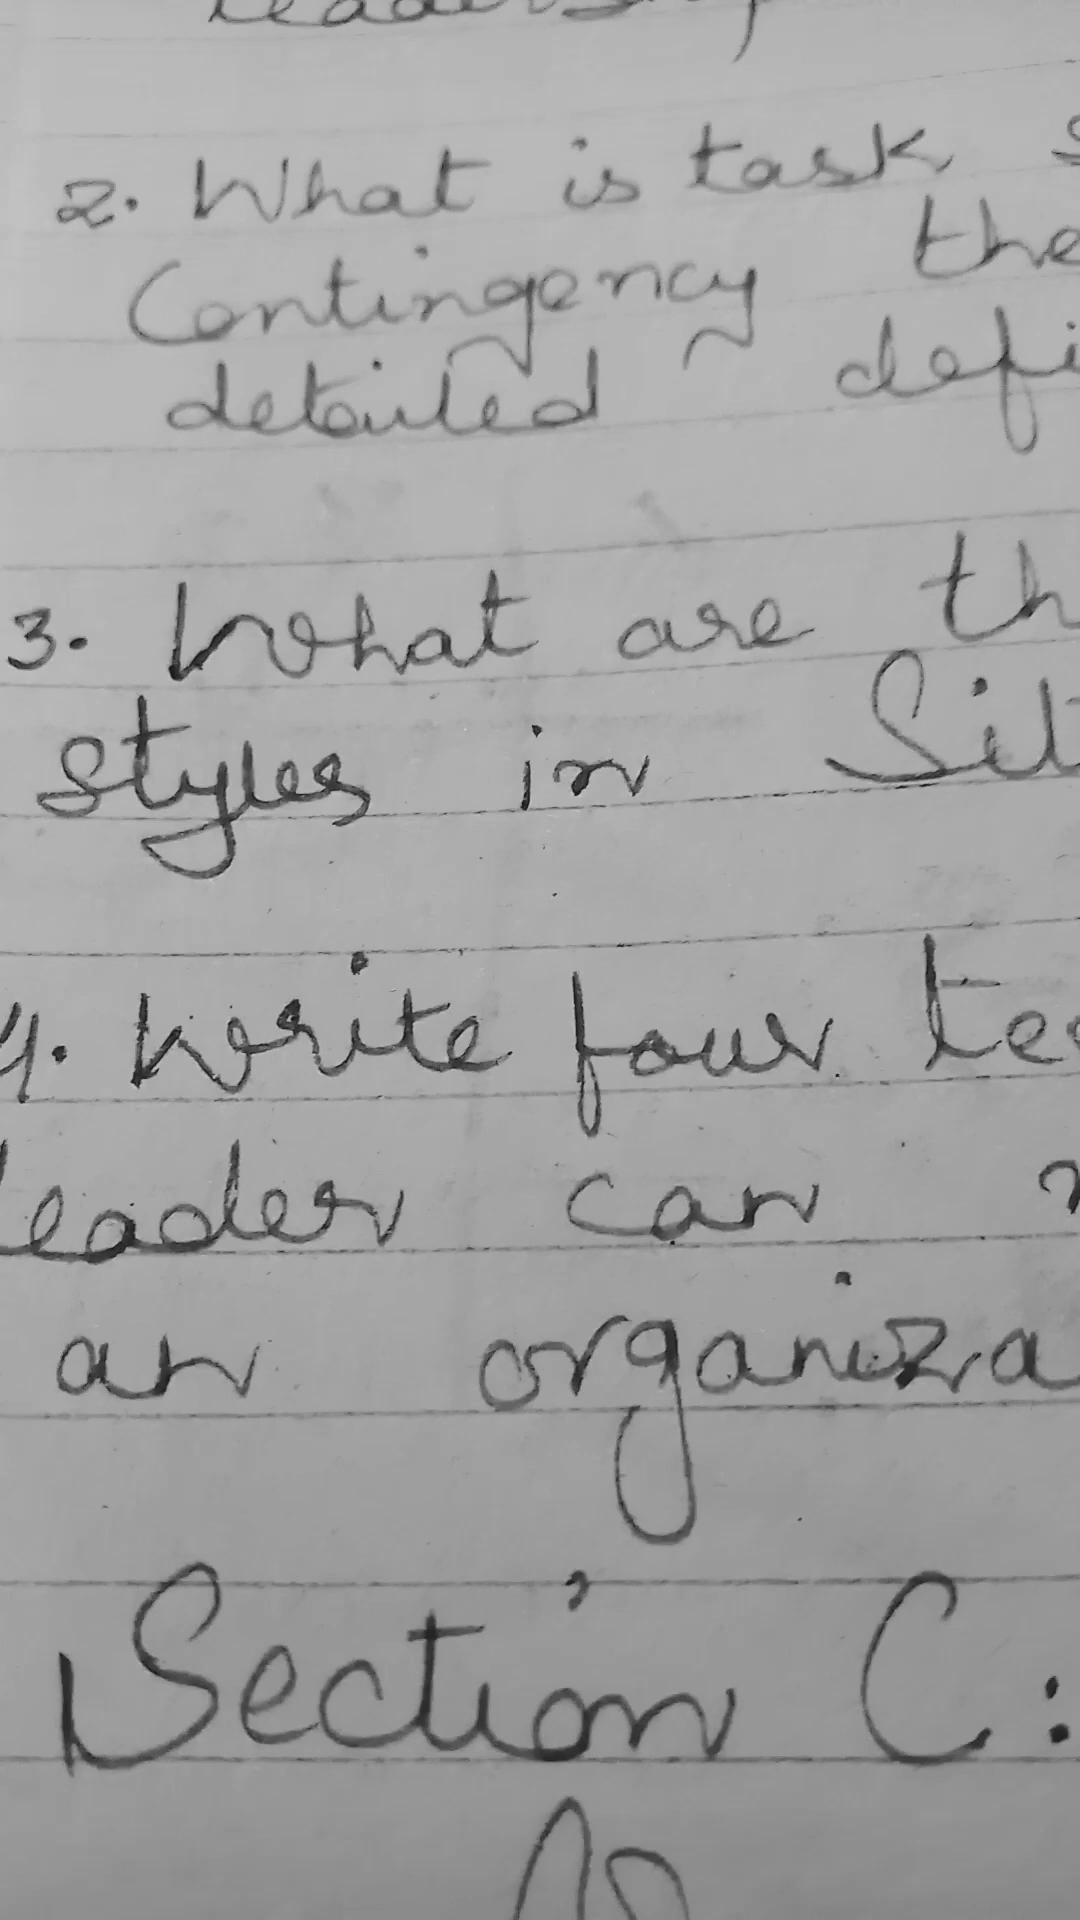 2. What is task
Contingency the
detailed defi
3. What are th
styles in Sit
4. Write four te
leader can
an organiza
Section C: